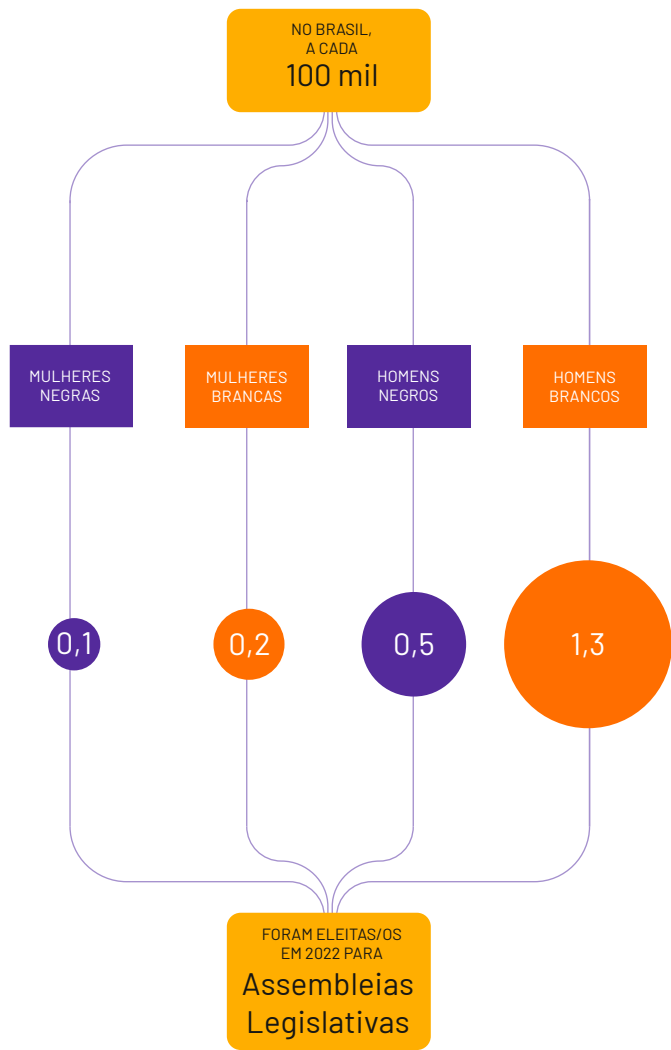 NO BRASIL,
A CADA
100 mil
MULHERES
NEGRAS
MULHERES
BRANCAS
HOMENS
NEGROS
HOMENS
BRANCOS
0,1
0,2
0,5
1,3
FORAM ELEITAS/OS
EM 2022 PARA
Assembleias
Legislativas